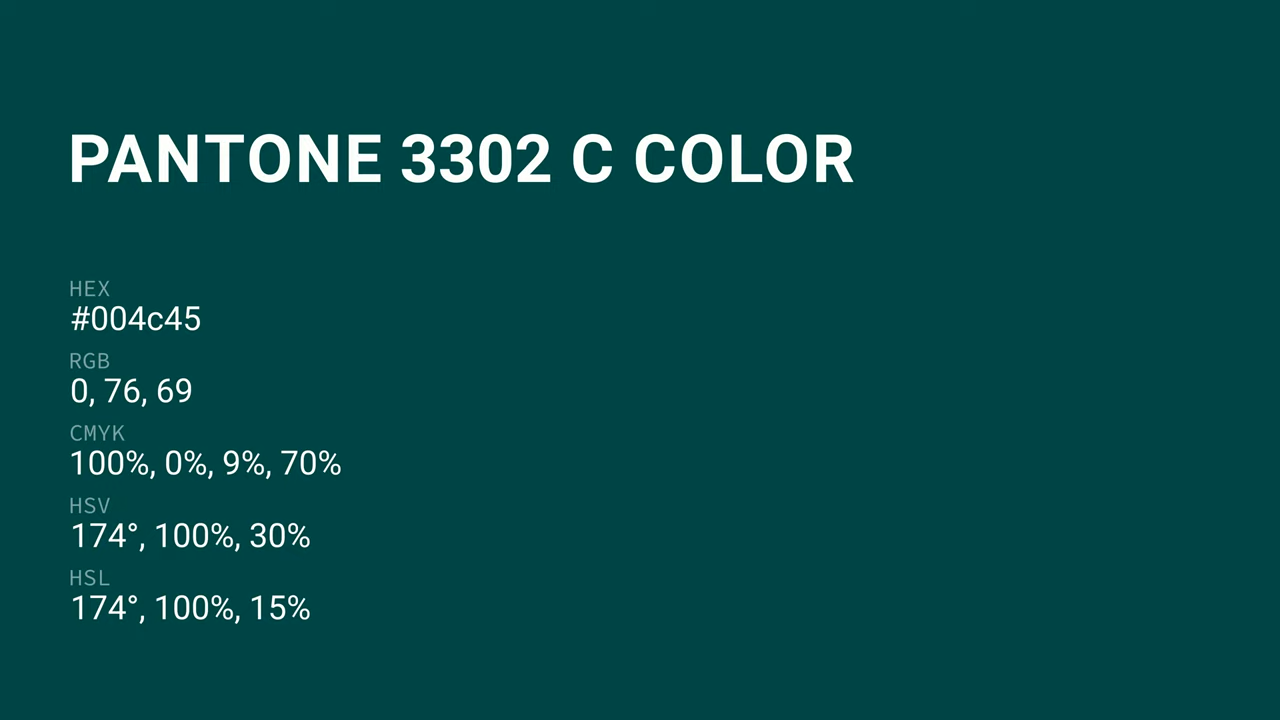 PANTONE 3302 C COLOR
HEX
#004c45
RGB
0, 76, 69
CMYK
100%, 0%, 9%, 70%
HSV
174°, 100%, 30%
HSL
174°, 100%, 15%